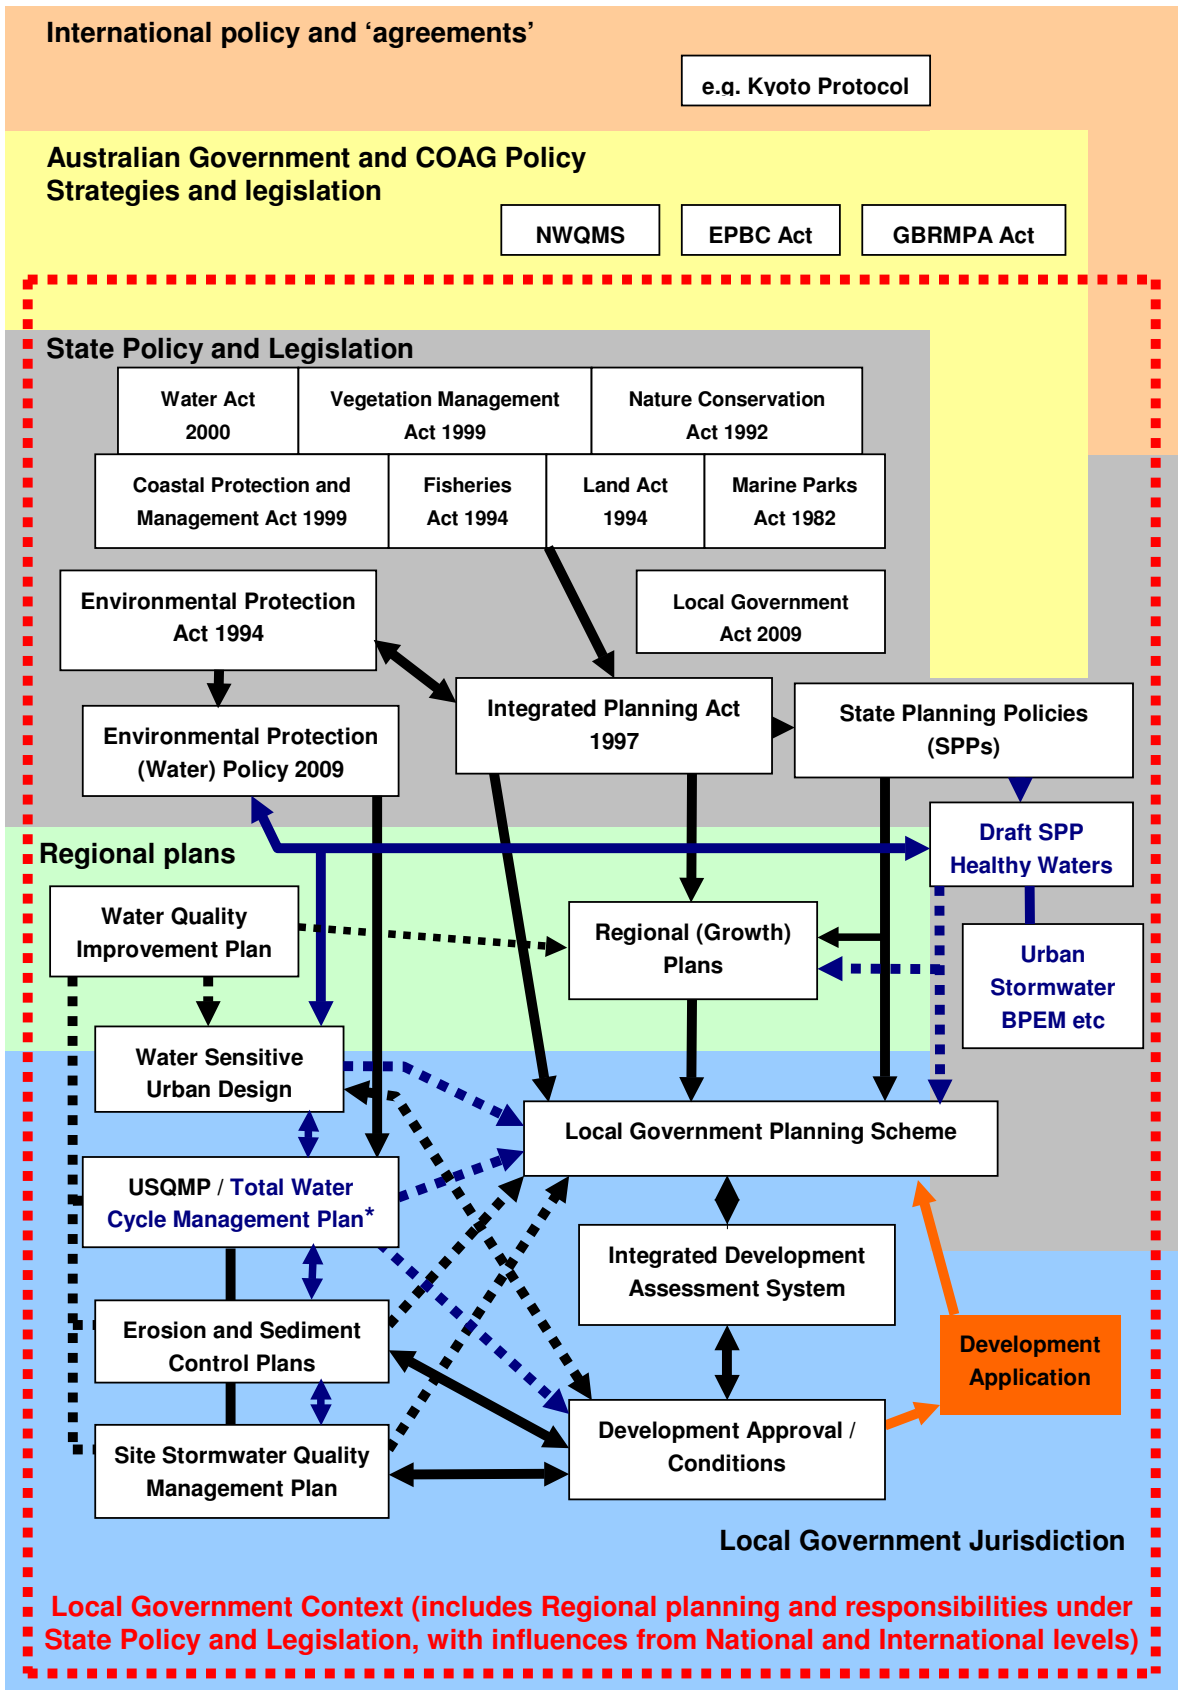 International policy and ‘agreements’
e.g. Kyoto Protocol
Australian Government and COAG Policy
Strategies and legislation
NWQMS
EPBC Act
GBRMPA Act
State Policy and Legislation
Water Act
2000
Vegetation Management
Act 1999
Nature Conservation
Act 1992
Coastal Protection and
Management Act 1999
Fisheries
Act 1994
Land Act
1994
Marine Parks
Act 1982
Environmental Protection
Act 1994
Local Government
Act 2009
Integrated Planning Act
1997
State Planning Policies
(SPPs)
Environmental Protection
(Water) Policy 2009
Draft SPP
Healthy Waters
Regional plans
Water Quality
Improvement Plan
Regional (Growth)
Plans
Urban
Stormwater
BPEM etc
Water Sensitive
Urban Design
Local Government Planning Scheme
USQMP / Total Water
Cycle Management Plan*
Integrated Development
Assessment System
Erosion and Sediment
Control Plans
Development
Application
Development Approval /
Conditions
Site Stormwater Quality
Management Plan
Local Government Jurisdiction
Local Government Context (includes Regional planning and responsibilities under
State Policy and Legislation, with influences from National and International levels)